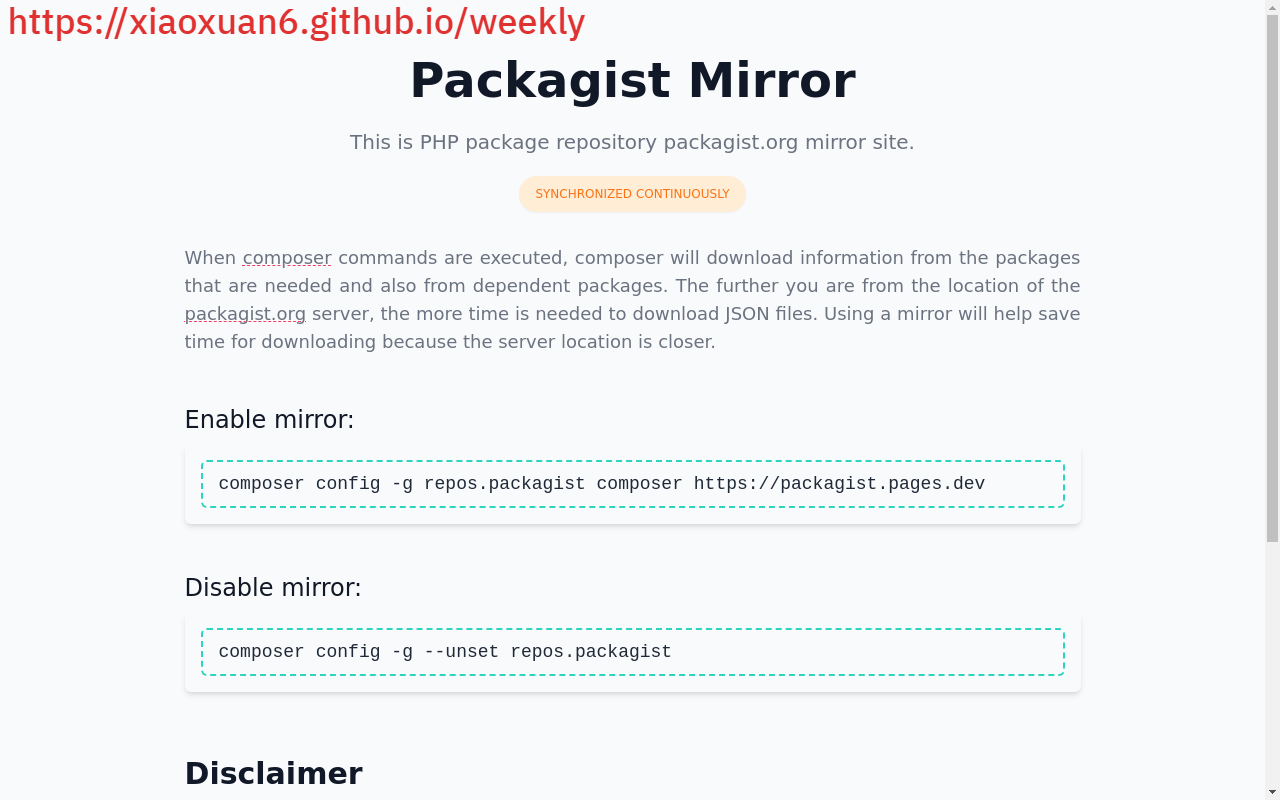 https://xiaoxuan6.github.io/weekly
Packagist Mirror
This is PHP package repository packagist.org mirror site.
SYNCHRONIZED CONTINUOUSLY
When composer commands are executed, composer will download information from the packages
that are needed and also from dependent packages. The further you are from the location of the
packagist.org server, the more time is needed to download JSON files. Using a mirror will help save
time for downloading because the server location is closer.
Enable mirror:
composer config -g repos.packagist composer https://packagist.pages.dev
Disable mirror:
composer config -g --unset repos.packagist
Disclaimer